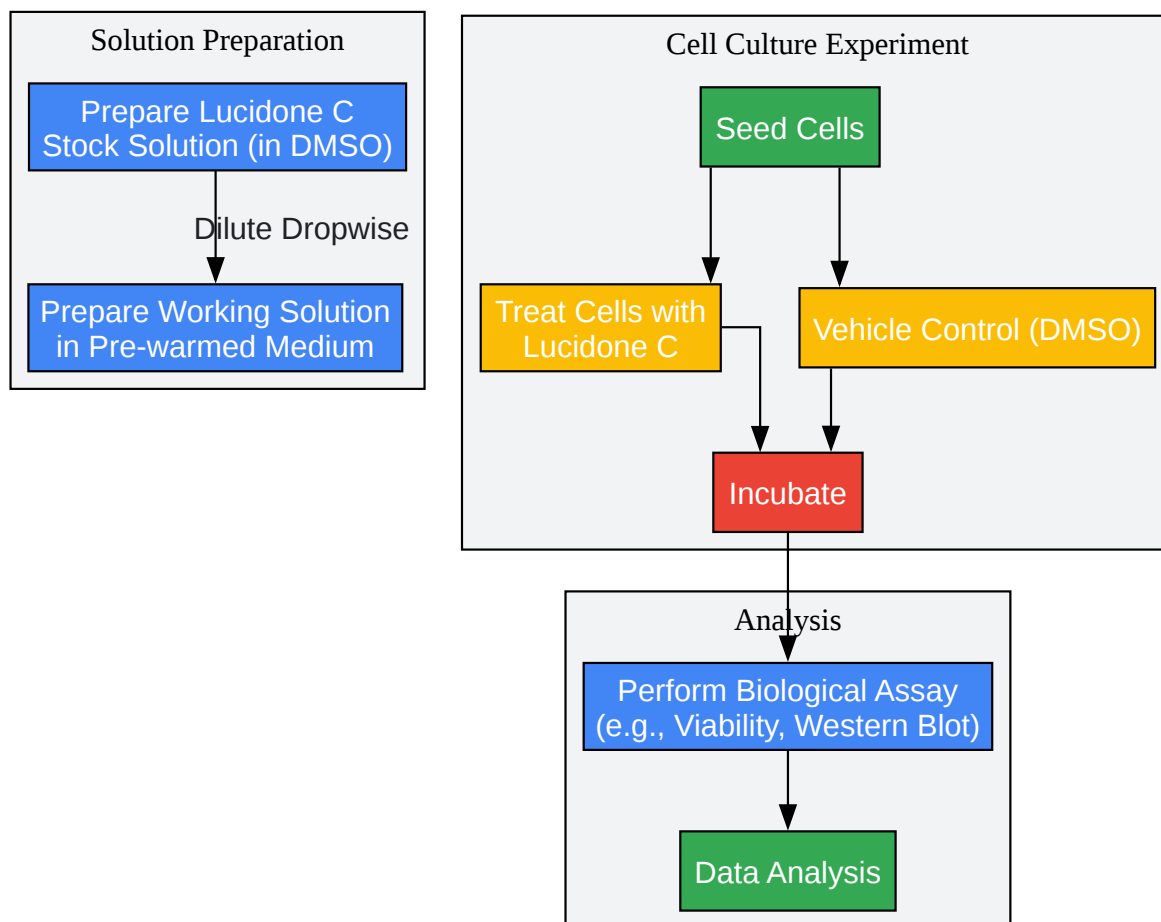 Solution Preparation
Prepare Lucidone C
Stock Solution (in DMSO)
Dilute Dropwise
Prepare Working Solution
in Pre-warmed Medium
Cell Culture Experiment
Seed Cells
Treat Cells with
Lucidone C
Vehicle Control (DMSO)
Incubate
Analysis
Perform Biological Assay
(e.g., Viability, Western Blot)
Data Analysis